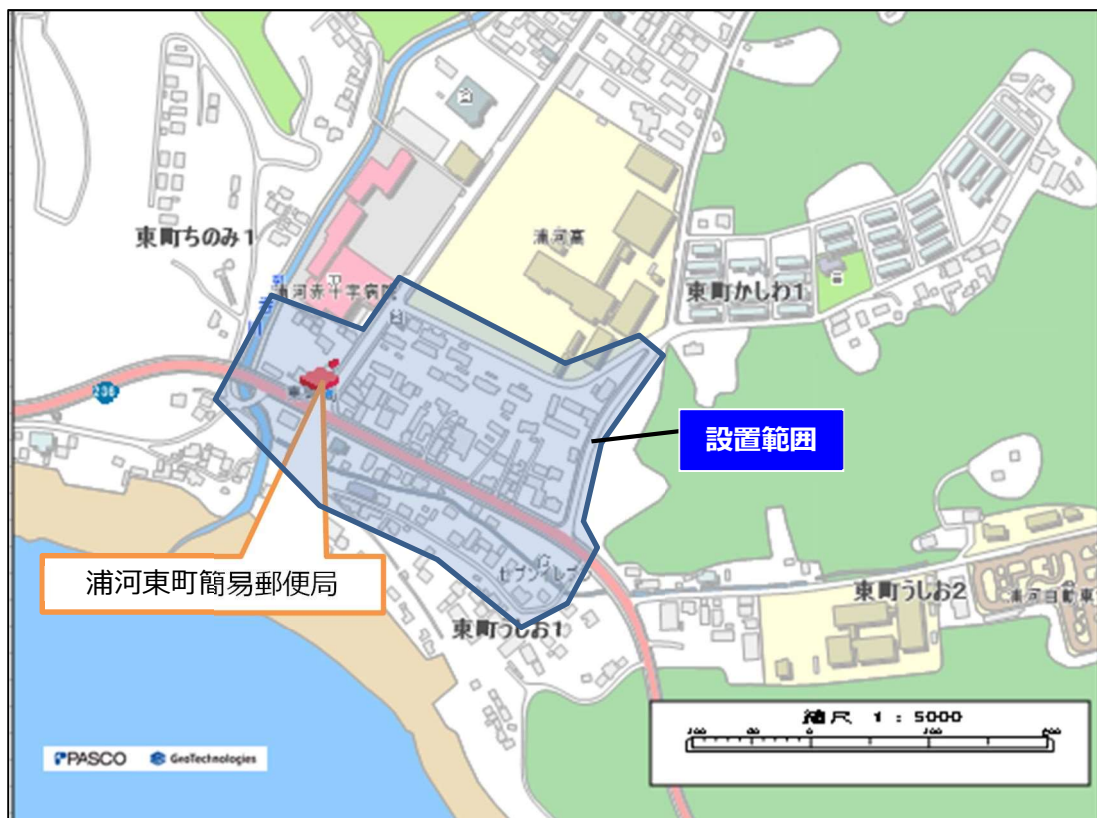 浦河高
東町ちのみ1
浦河赤十字病院
東町かしわ1
設置範囲
浦河東町簡易郵便局
セブンイレブン
東町うしお2
東町うしお1
縮尺 1 : 5000
PASCO
GeoTechnologies